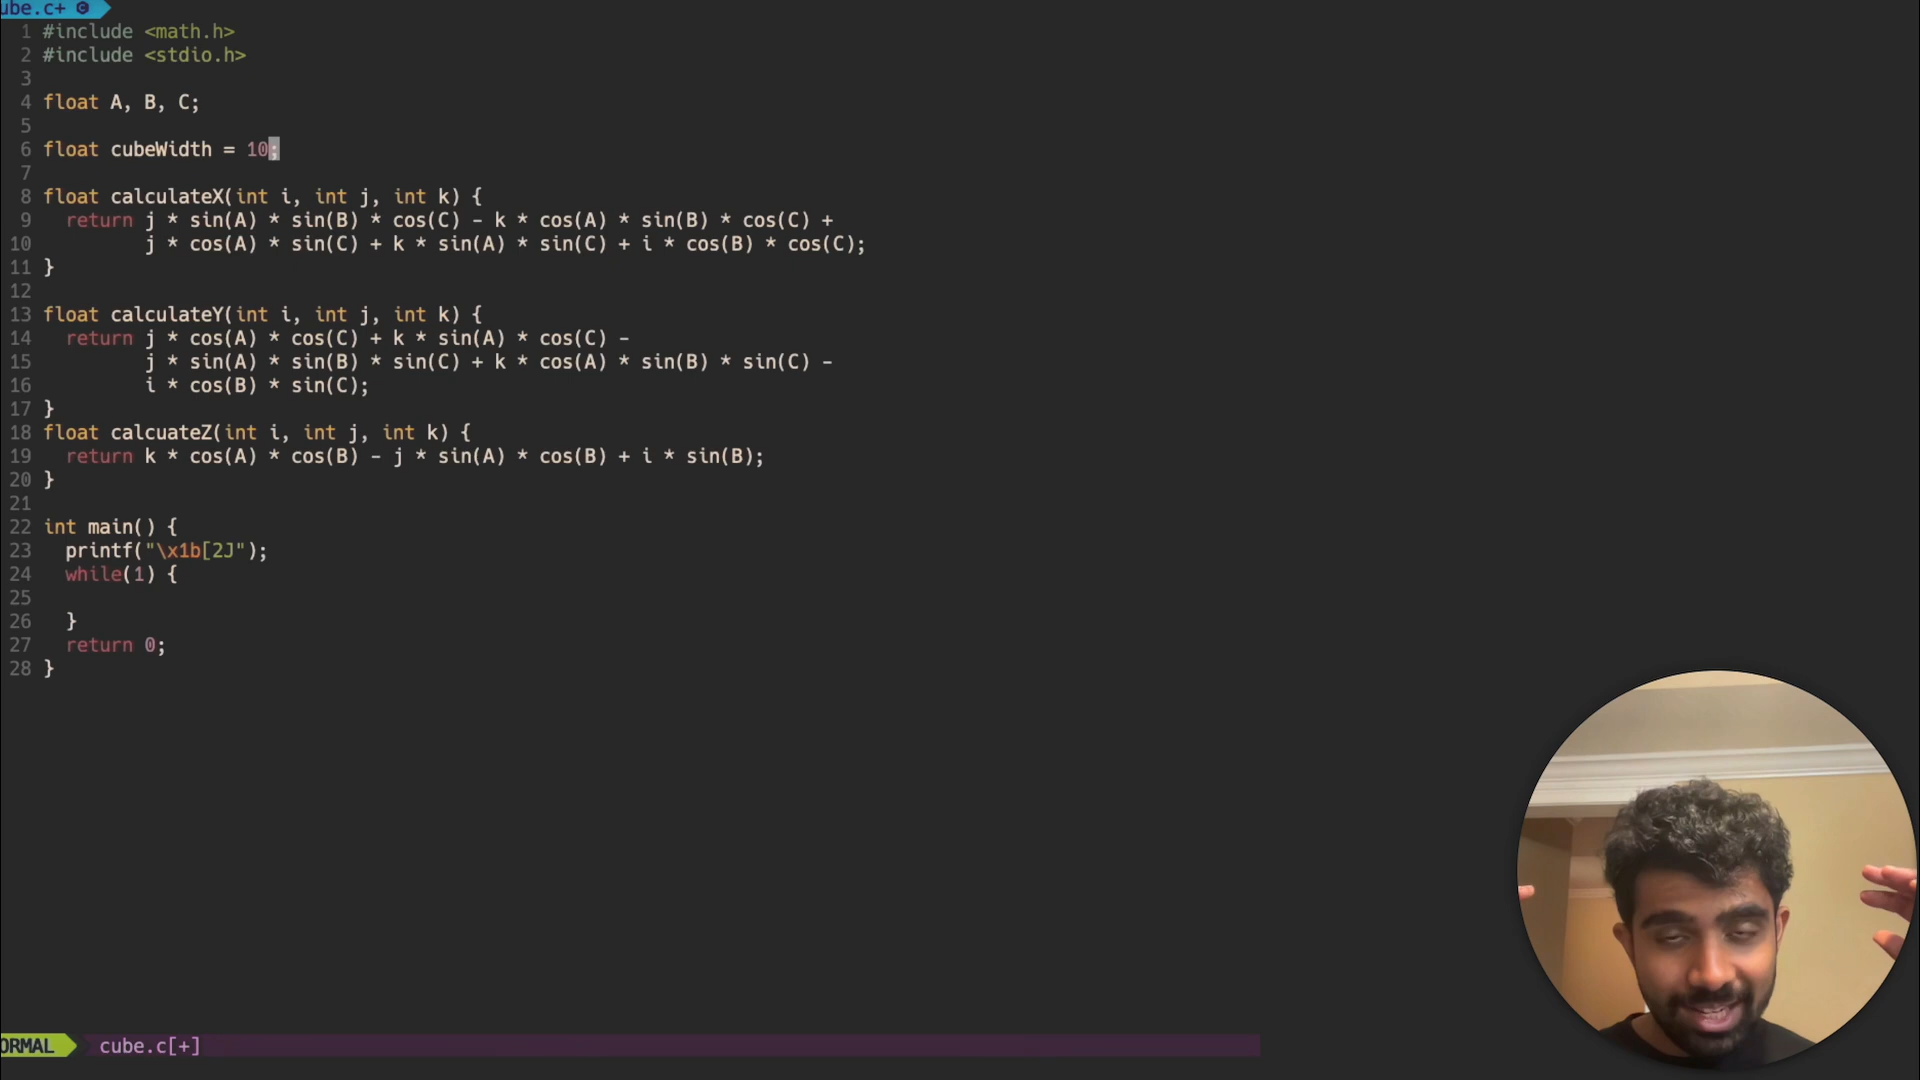 ube.c+
1 #include <math.h>
2 #include <stdio.h>
3
4 float A, B, C;
5
6 float cubeWidth = 10;
7
8 float calculateX(int i, int j, int k) {
9   return j * sin(A) * sin(B) * cos(C) - k * cos(A) * sin(B) * cos(C) +
10          j * cos(A) * sin(C) + k * sin(A) * sin(C) + i * cos(B) * cos(C);
11 }
12
13 float calculateY(int i, int j, int k) {
14   return j * cos(A) * cos(C) + k * sin(A) * cos(C) -
15          j * sin(A) * sin(B) * sin(C) + k * cos(A) * sin(B) * sin(C) -
16          i * cos(B) * sin(C);
17 }
18 float calcuateZ(int i, int j, int k) {
19   return k * cos(A) * cos(B) - j * sin(A) * cos(B) + i * sin(B);
20 }
21
22 int main() {
23   printf("\x1b[2J");
24   while(1) {
25
26   }
27   return 0;
28 }
ORMAL cube.c[+]